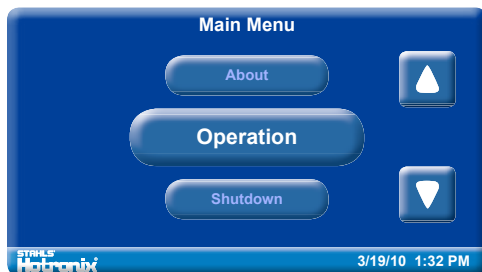 Main Menu
About
Operation
Shutdown
STAHLS'
Hotronix
3/19/10 1:32 PM